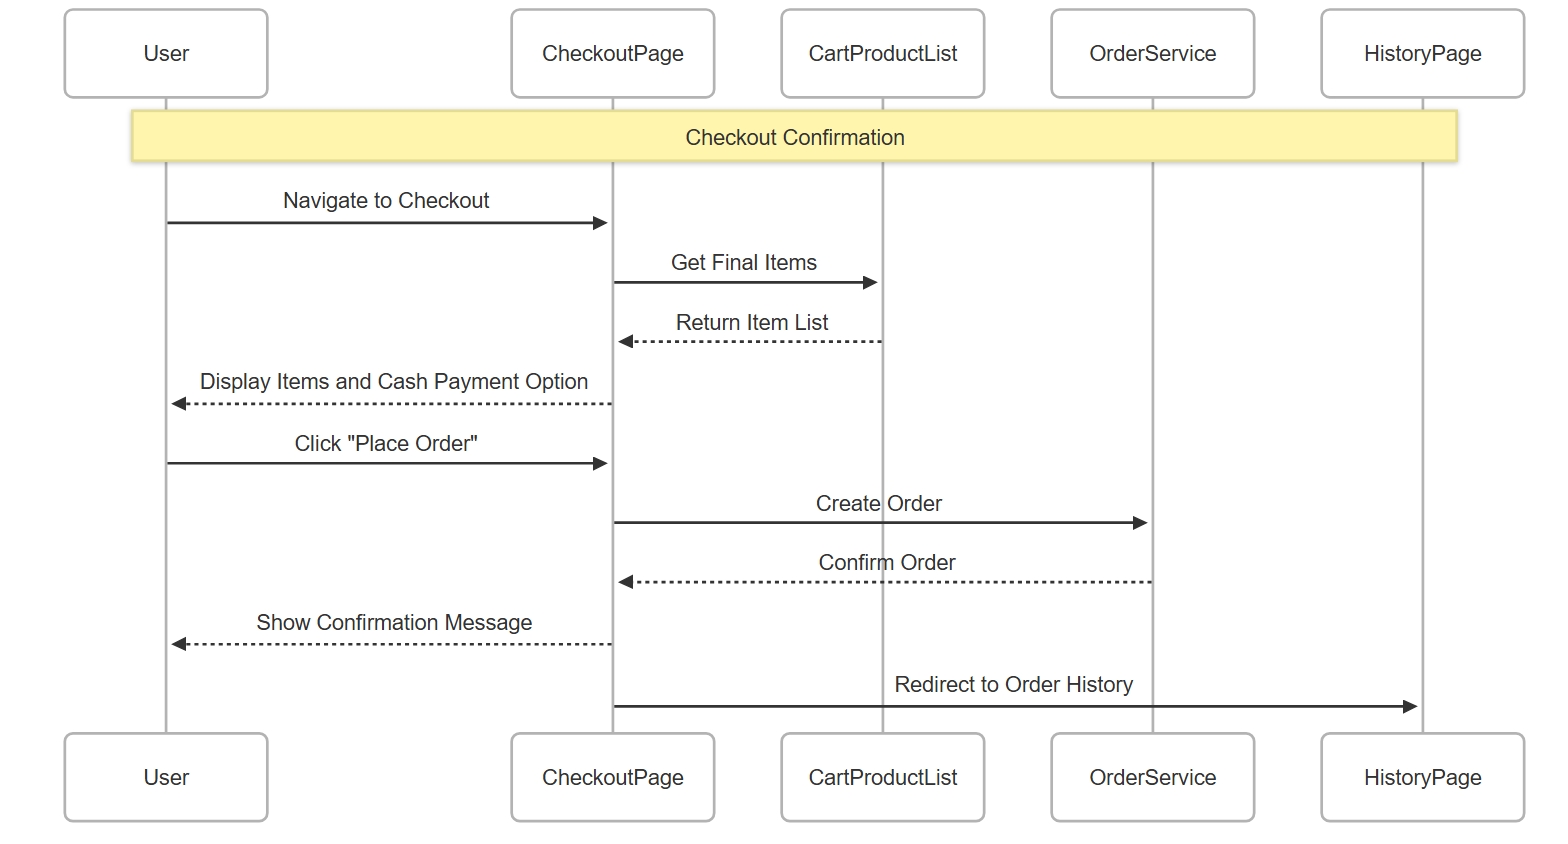 User
CheckoutPage
CartProductList
OrderService
HistoryPage
Checkout Confirmation
Navigate to Checkout
Get Final Items
Return Item List
Display Items and Cash Payment Option
Click "Place Order"
Create Order
Confirm Order
Show Confirmation Message
Redirect to Order History
User
CheckoutPage
CartProductList
OrderService
HistoryPage